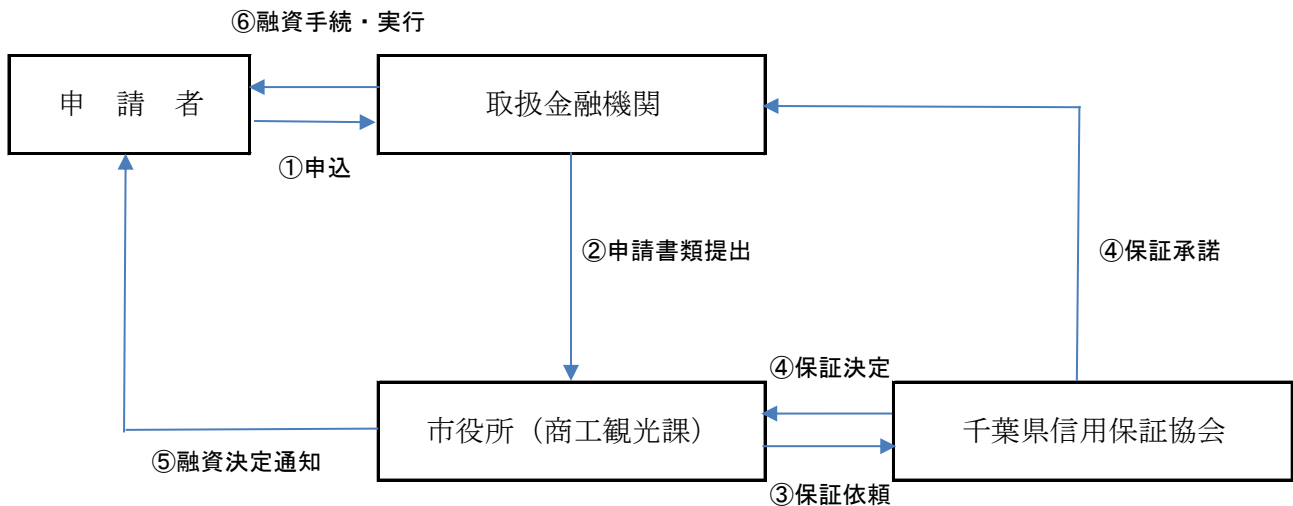 ⑥融資手続・実行
申　請　者
取扱金融機関
①申込
②申請書類提出
④保証承諾
④保証決定
市役所（商工観光課）
千葉県信用保証協会
⑤融資決定通知
③保証依頼